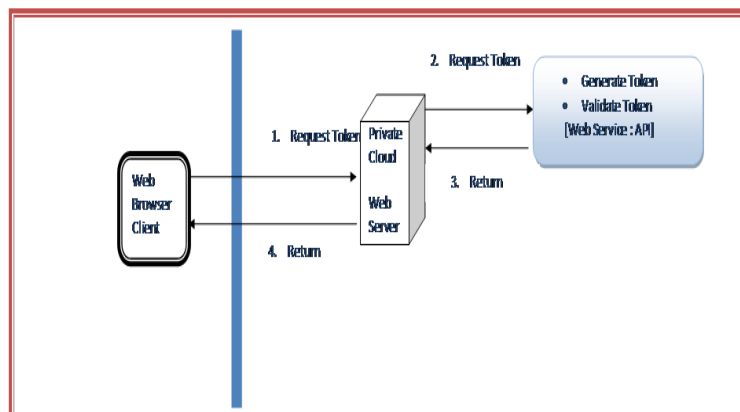 2. Request Token
• Generate Token
• Validate Token
[Web Service : API]
1. Request Token
Private
Cloud
Web
Server
3. Return
Web
Browser
Client
4. Return